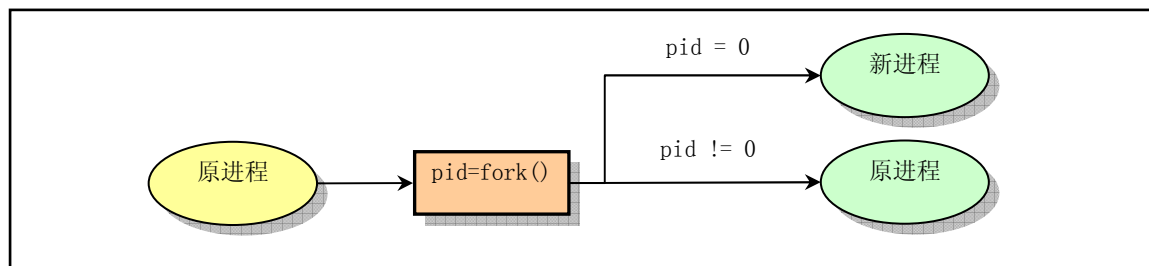 pid = 0
新进程
原进程
pid=fork()
pid != 0
原进程